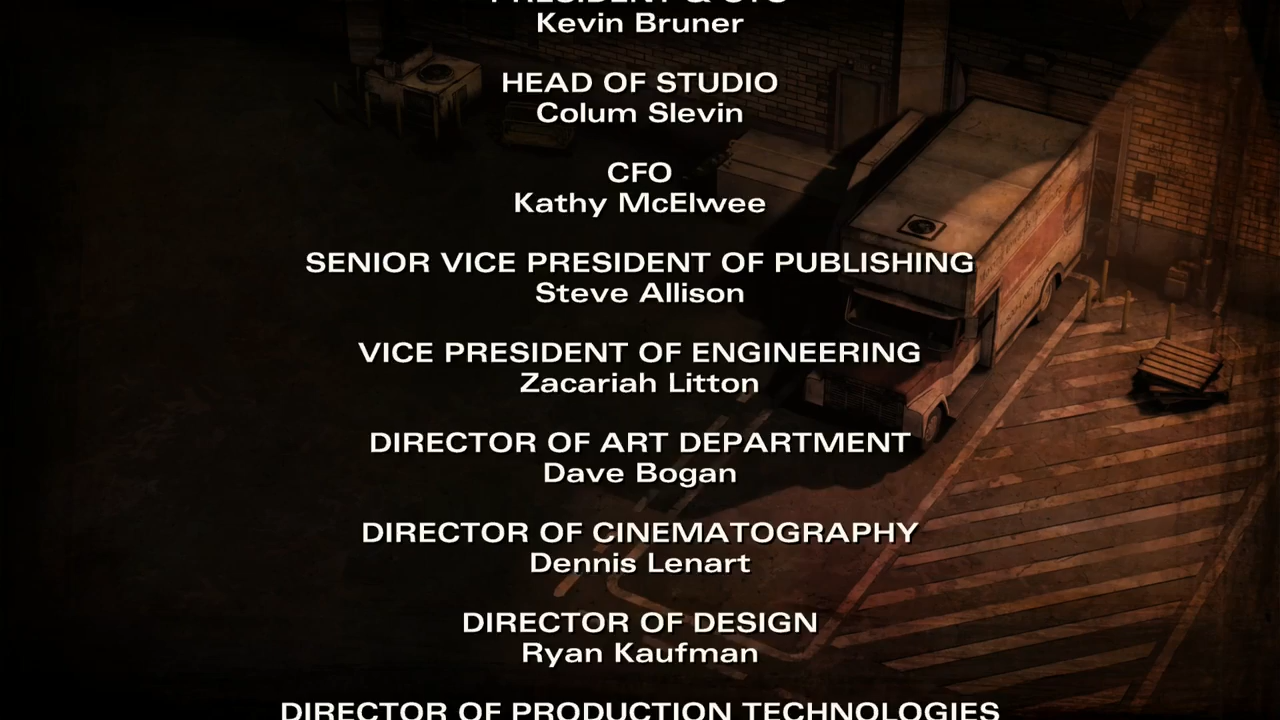 PRESIDENT & CTO
Kevin Bruner
HEAD OF STUDIO
Colum Slevin
CFO
Kathy McElwee
SENIOR VICE PRESIDENT OF PUBLISHING
Steve Allison
VICE PRESIDENT OF ENGINEERING
Zacariah Litton
DIRECTOR OF ART DEPARTMENT
Dave Bogan
DIRECTOR OF CINEMATOGRAPHY
Dennis Lenart
DIRECTOR OF DESIGN
Ryan Kaufman
DIRECTOR OF PRODUCTION TECHNOLOGIES